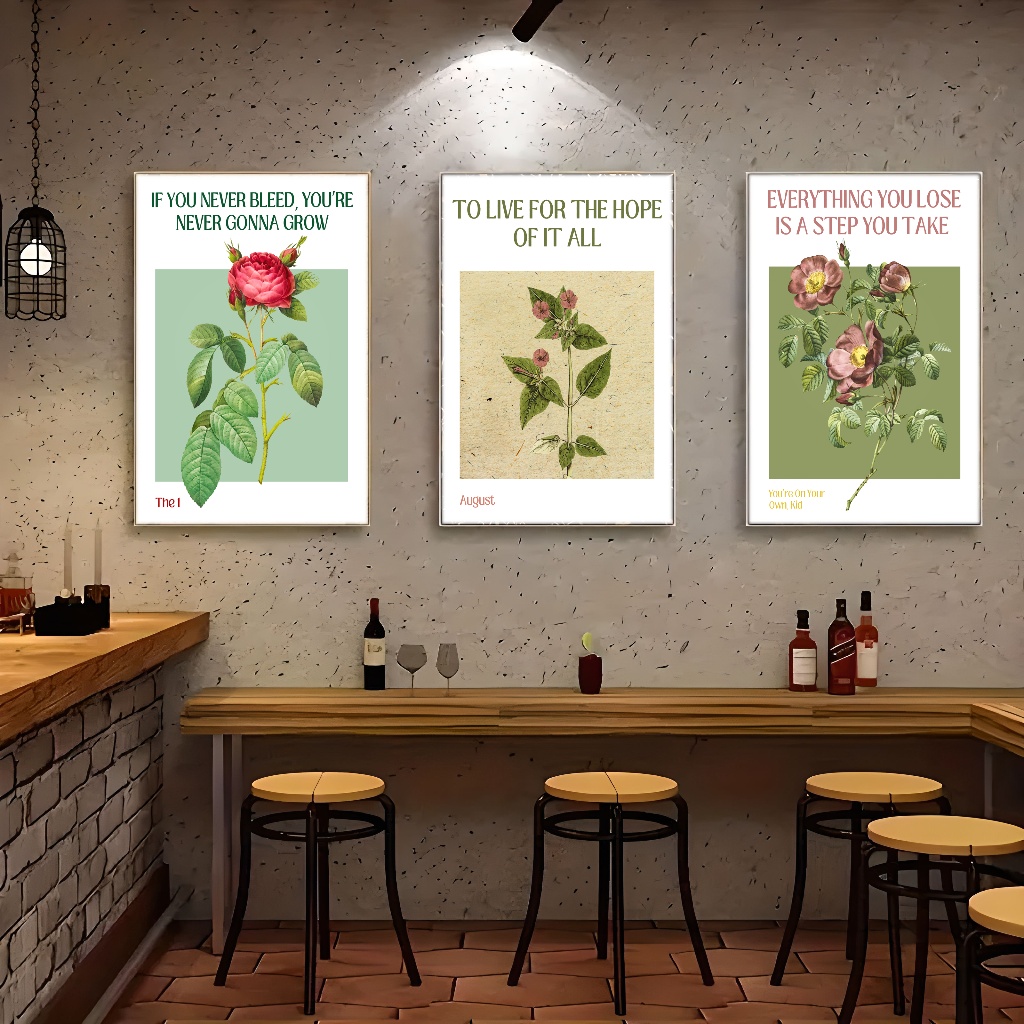 IF YOU NEVER BLEED, YOU'RE
NEVER GONNA GROW
The 1
TO LIVE FOR THE HOPE
OF IT ALL
August
EVERYTHING YOU LOSE
IS A STEP YOU TAKE
You're On Your
Own, Kid